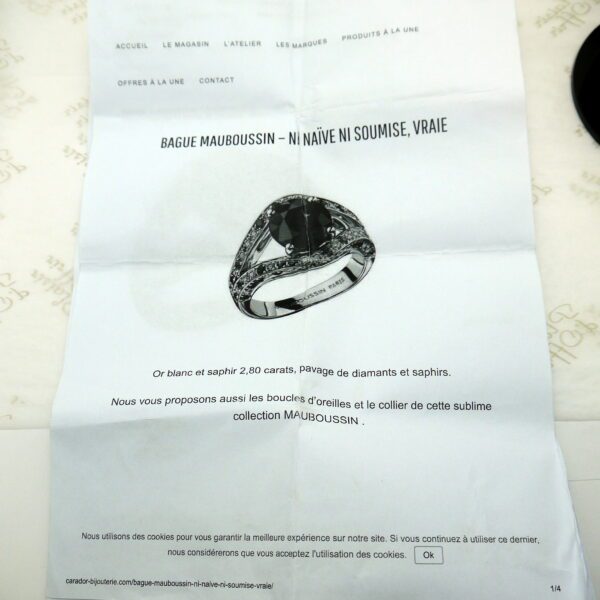 ACCUEIL LE MAGASIN L'ATELIER LES MARQUES PRODUITS À LA UNE
OFFRES À LA UNE CONTACT
BAGUE MAUBOUSSIN – NI NAÏVE NI SOUMISE, VRAIE
OUSSIN PARIS
Or blanc et saphir 2,80 carats, pavage de diamants et saphirs.
Nous vous proposons aussi les boucles d'oreilles et le collier de cette sublime
collection MAUBOUSSIN .
Nous utilisons des cookies pour vous garantir la meilleure expérience sur notre site. Si vous continuez à utiliser ce dernier,
nous considérerons que vous acceptez l'utilisation des cookies. Ok
carador-bijouterie.com/bague-mauboussin-ni-naive-ni-soumise-vraie/ 1/4